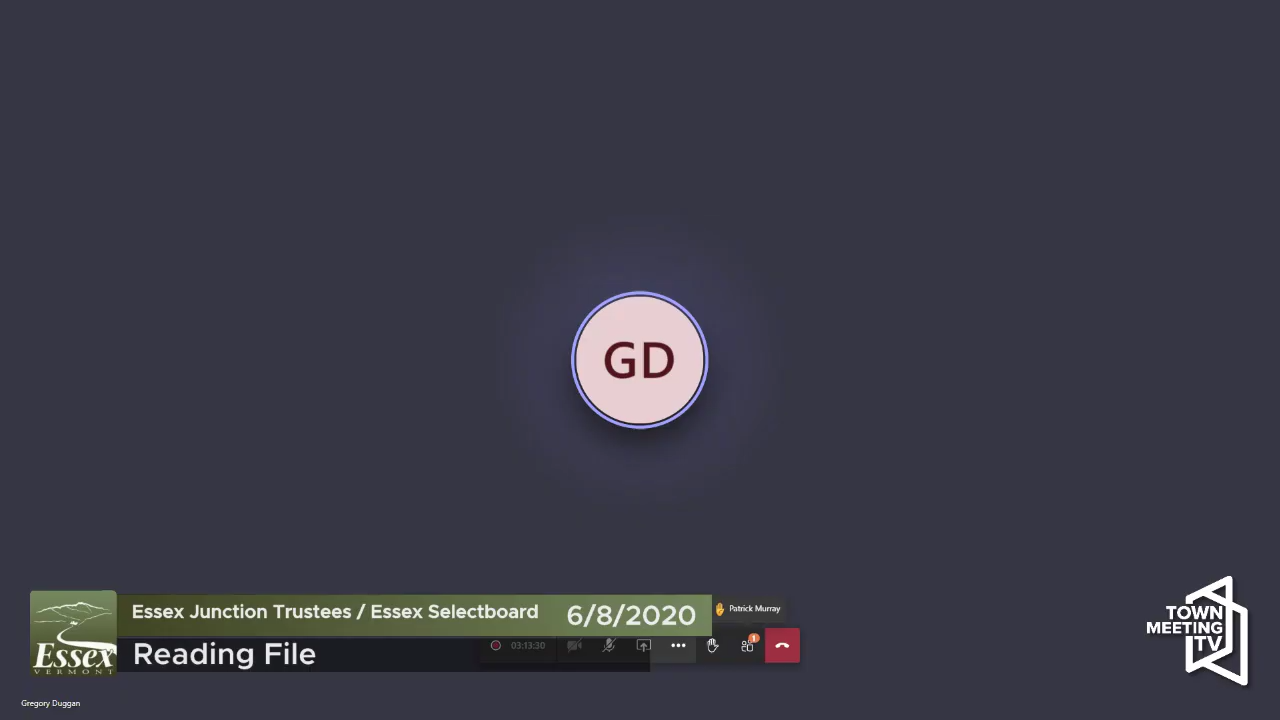 GD
Essex Junction Trustees / Essex Selectboard
6/8/2020
Patrick Murray
Essex
VERMONT
Reading File
03:13:30
1
TOWN
MEETING
TV
Gregory Duggan